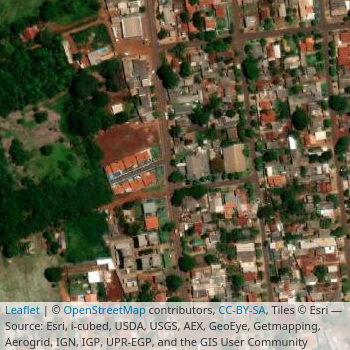 Leaflet | © OpenStreetMap contributors, CC-BY-SA, Tiles © Esri —
Source: Esri, i-cubed, USDA, USGS, AEX, GeoEye, Getmapping,
Aerogrid, IGN, IGP, UPR-EGP, and the GIS User Community